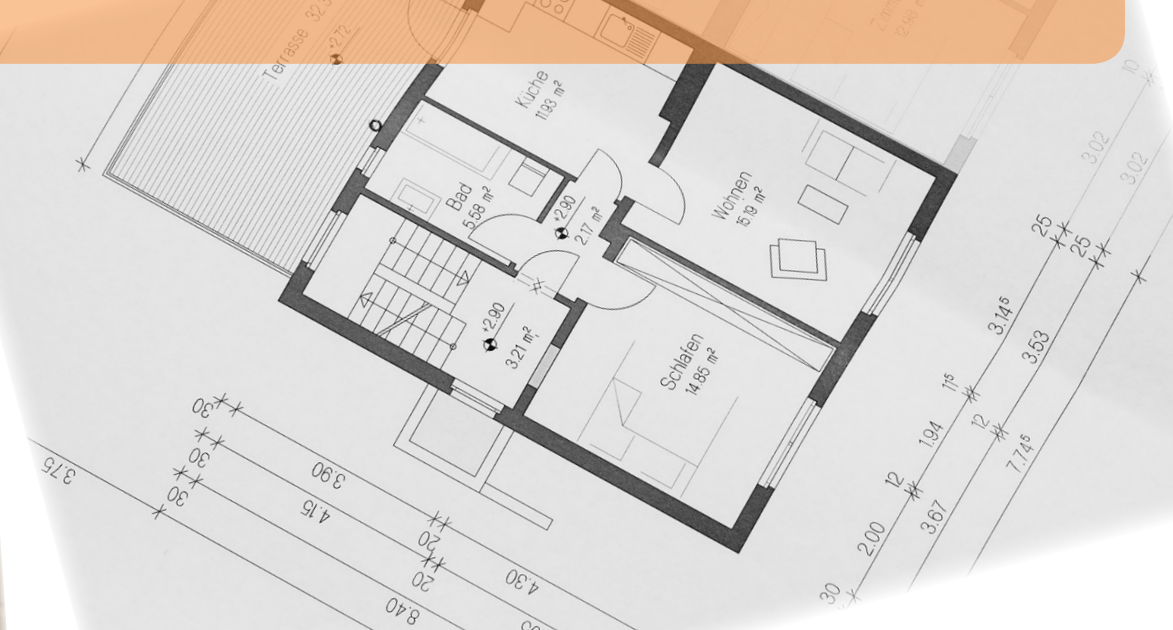 Terrasse
+2.72
Küche
11.93 m²
Bad
5.58 m²
+2.90
2.17 m²
Wohnen
15.19 m²
+2.90
3.21 m²
Schlafen
14.85 m²
10
3.02
3.02
25
25
3.14⁵
3.53
11⁵
12
1.94
7.74⁵
12
3.67
2.00
30
30
3.90
30
4.15
3.75
30
20
20
4.30
8.40